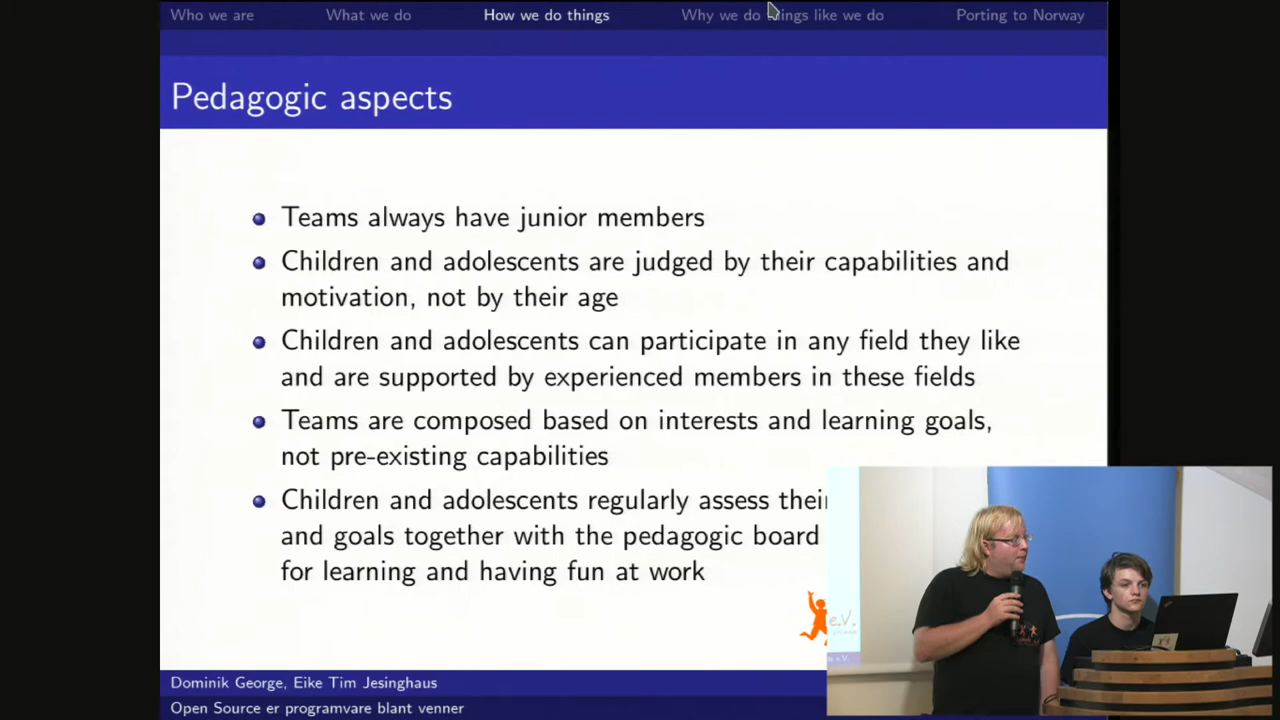 Who we are
What we do
How we do things
Why we do things like we do
Porting to Norway
Pedagogic aspects
Teams always have junior members
Children and adolescents are judged by their capabilities and
motivation, not by their age
Children and adolescents can participate in any field they like
and are supported by experienced members in these fields
Teams are composed based on interests and learning goals,
not pre-existing capabilities
Children and adolescents regularly assess their
and goals together with the pedagogic board
for learning and having fun at work
e.V.
Dominik George, Eike Tim Jesinghaus
Open Source er programvare blant venner